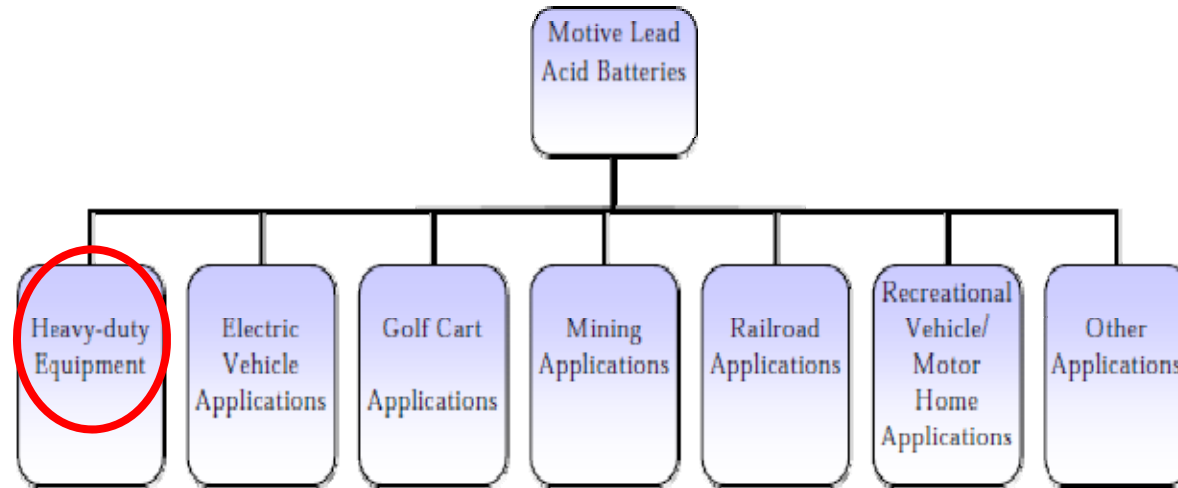 Motive Lead
Acid Batteries
Heavy-duty
Equipment
Electric
Vehicle
Applications
Golf Cart
Applications
Mining
Applications
Railroad
Applications
Recreational
Vehicle/
Motor
Home
Applications
Other
Applications